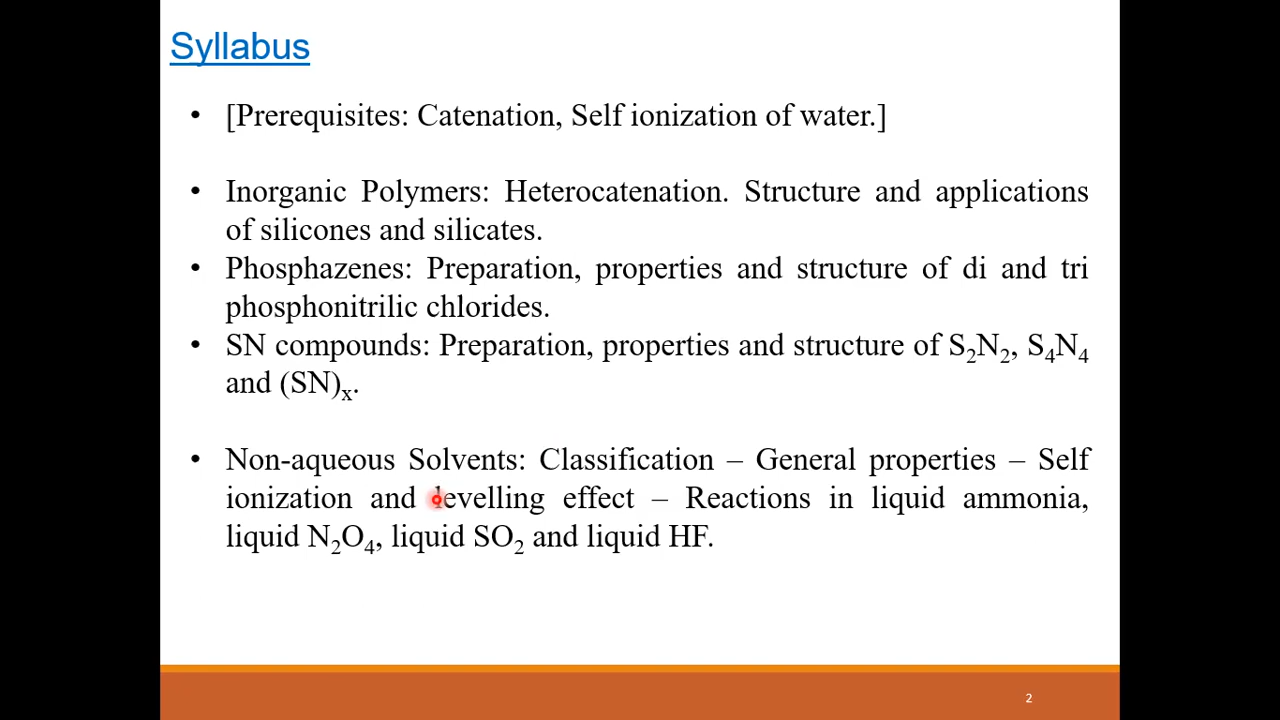 Syllabus
• [Prerequisites: Catenation, Self ionization of water.]
• Inorganic Polymers: Heterocatenation. Structure and applications
of silicones and silicates.
• Phosphazenes: Preparation, properties and structure of di and tri
phosphonitrilic chlorides.
• SN compounds: Preparation, properties and structure of S₂N₂, S₄N₄
and (SN)ₓ.
• Non-aqueous Solvents: Classification – General properties – Self
ionization and levelling effect – Reactions in liquid ammonia,
liquid N₂O₄, liquid SO₂ and liquid HF.
2